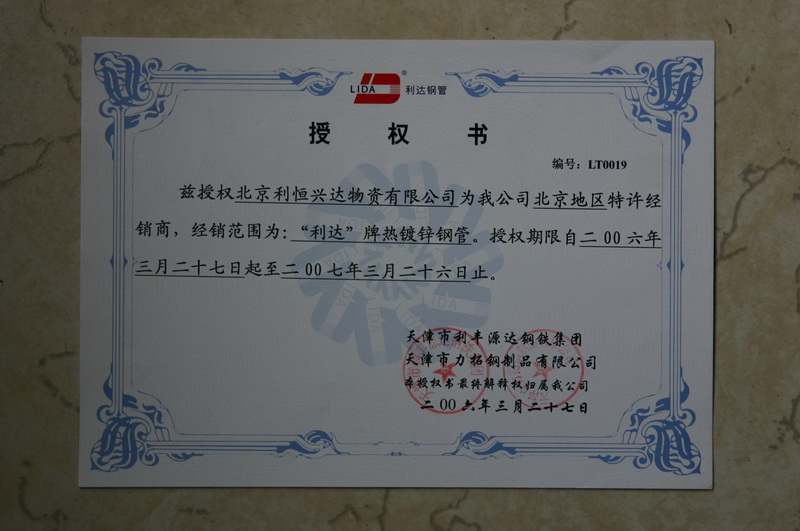 LIDA ® 利达钢管
授权书
编号：LT0019
兹授权北京利恒兴达物资有限公司为我公司北京地区特许经
销商，经销范围为：“利达”牌热镀锌钢管。授权期限自二00六年
三月二十七日起至二00七年三月二十六日止。
天津市利丰源达钢铁集团
天津市力拓钢制品有限公司
本授权书最终解释权归属我公司
二00六年三月二十七日